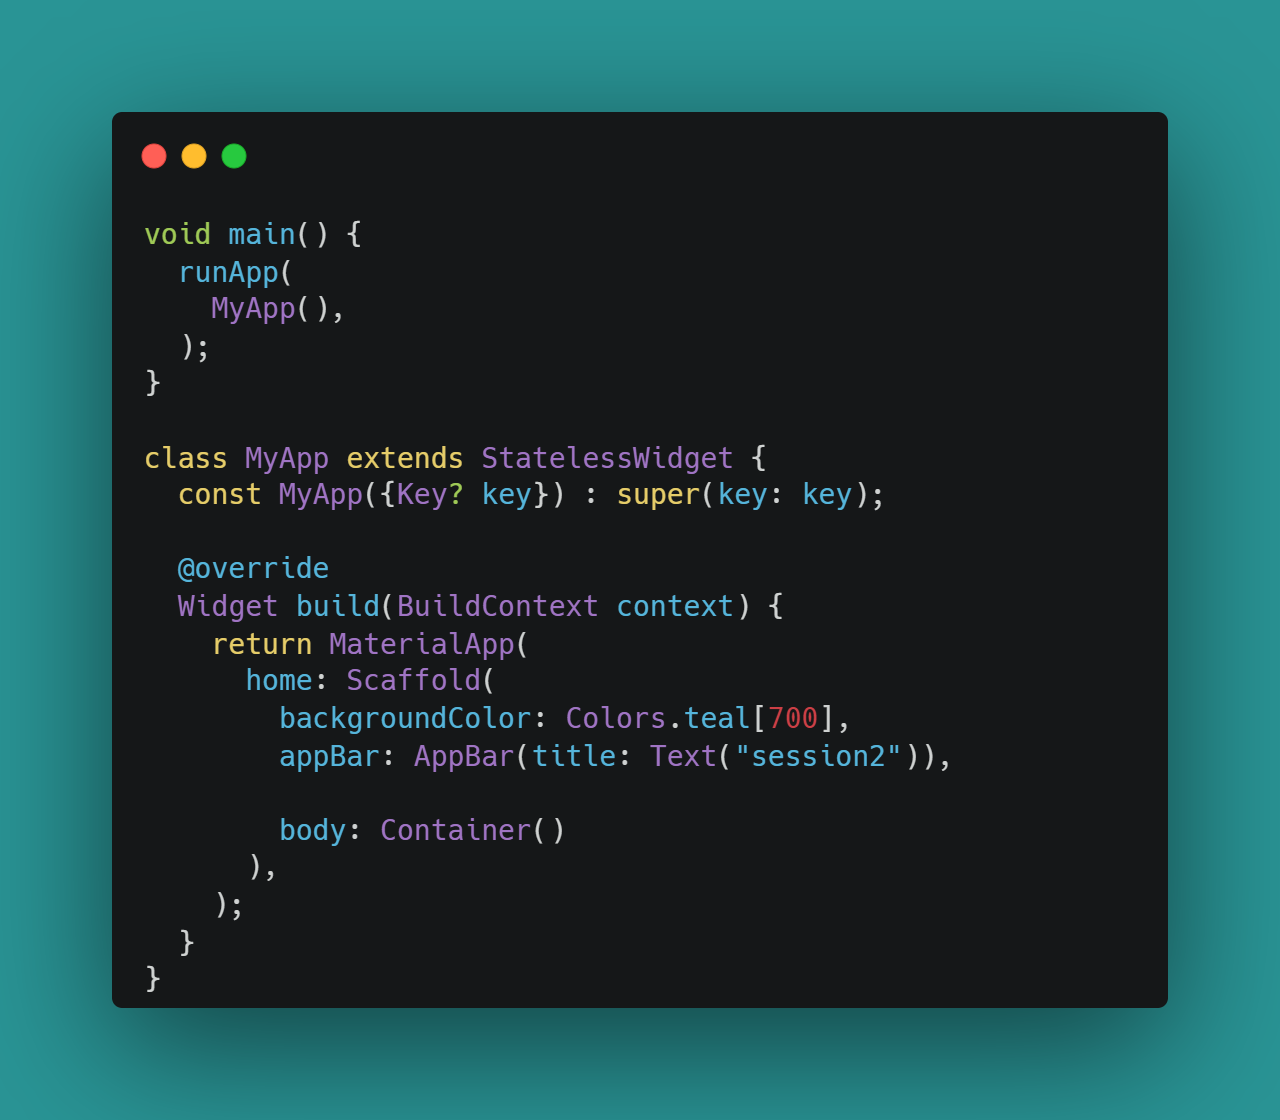 void main() {
  runApp(
    MyApp(),
  );
}

class MyApp extends StatelessWidget {
  const MyApp({Key? key}) : super(key: key);

  @override
  Widget build(BuildContext context) {
    return MaterialApp(
      home: Scaffold(
        backgroundColor: Colors.teal[700],
        appBar: AppBar(title: Text("session2")),

        body: Container()
      ),
    );
  }
}